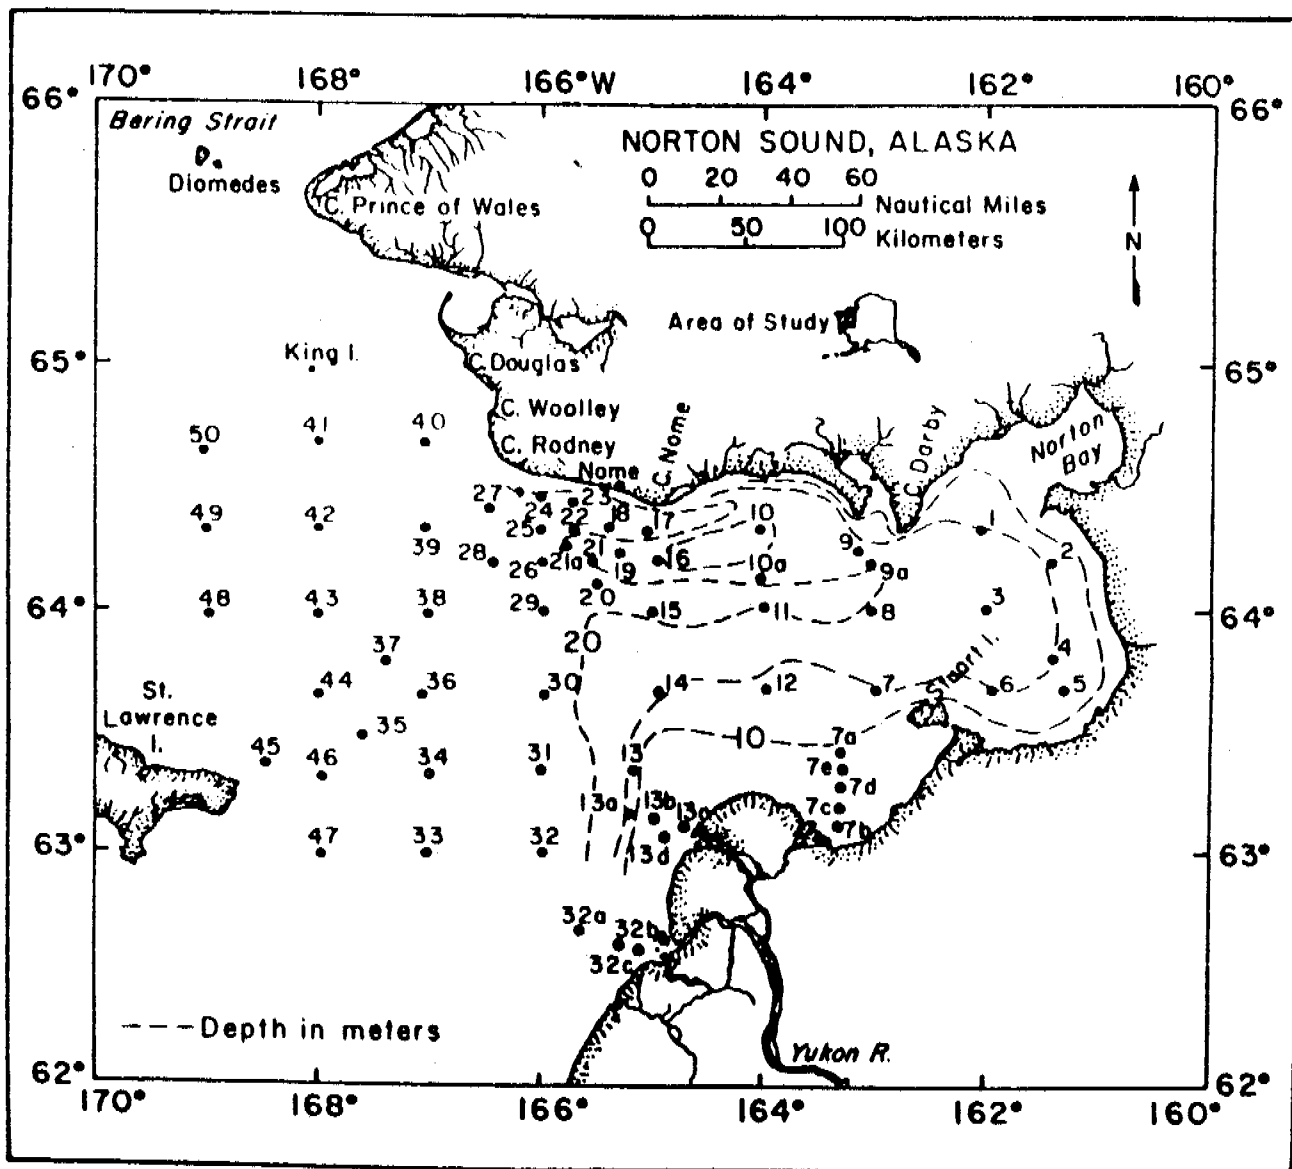 170° 168° 166°W 164° 162° 160°
66° 66°
Bering Strait
Diomedes
C. Prince of Wales
NORTON SOUND, ALASKA
0 20 40 60
Nautical Miles
0 50 100
Kilometers
N
Area of Study
65° King I. C. Douglas 65°
C. Woolley
C. Rodney
Nome
C. Nome
C. Darby
Norton
Bay
50 41 40
27 24 23 22 18 17 10 1
49 42 39 25
28 26 21a 21 19 16 10a 9 9a 2
48 64° 43 38 29 20 15 11 8 3 64°
37 20 4
Stuart I.
44 36 30 14 12 7 6 5
St.
Lawrence
I.
35 10 7a
45 46 34 31 13 7e
7d
13a 13b 13c 7c
7b
63° 47 33 32 13d 63°
32a 32b
32c
---Depth in meters
Yukon R.
62° 62°
170° 168° 166° 164° 162° 160°